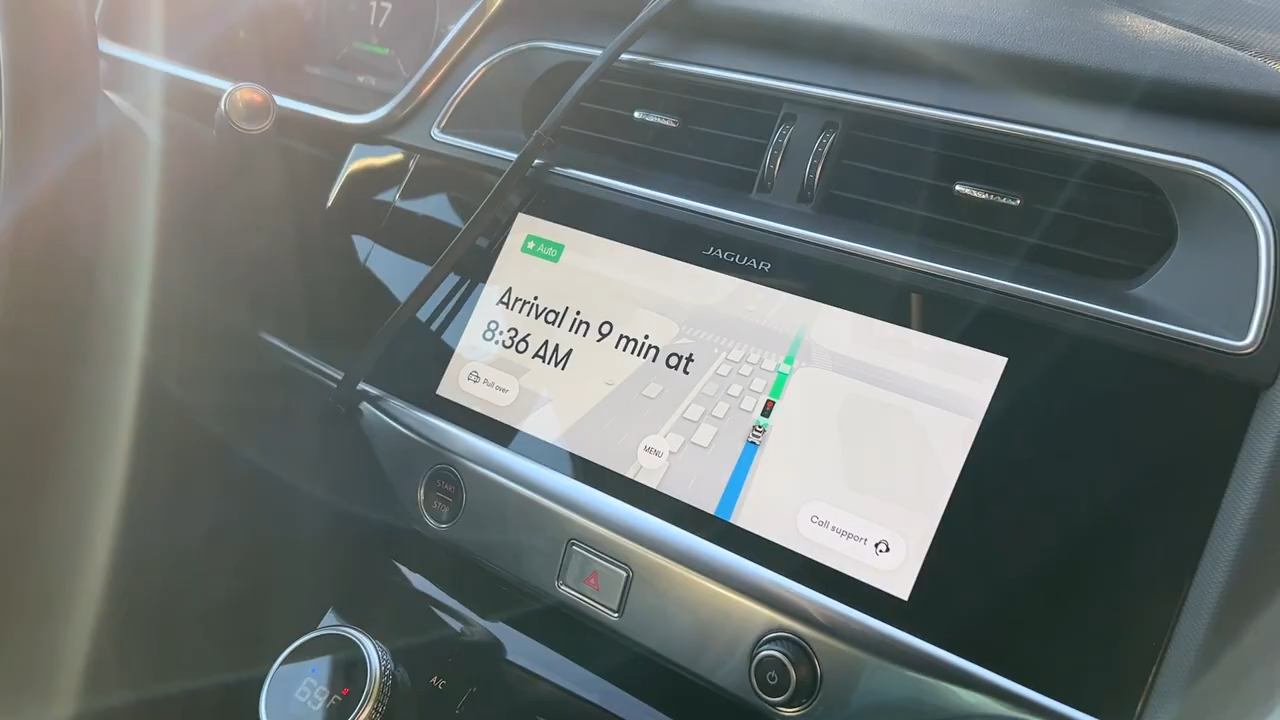 17
JAGUAR
Auto
Arrival in 9 min at
8:36 AM
Pull over
MENU
Call support
START
STOP
A/C
69°F